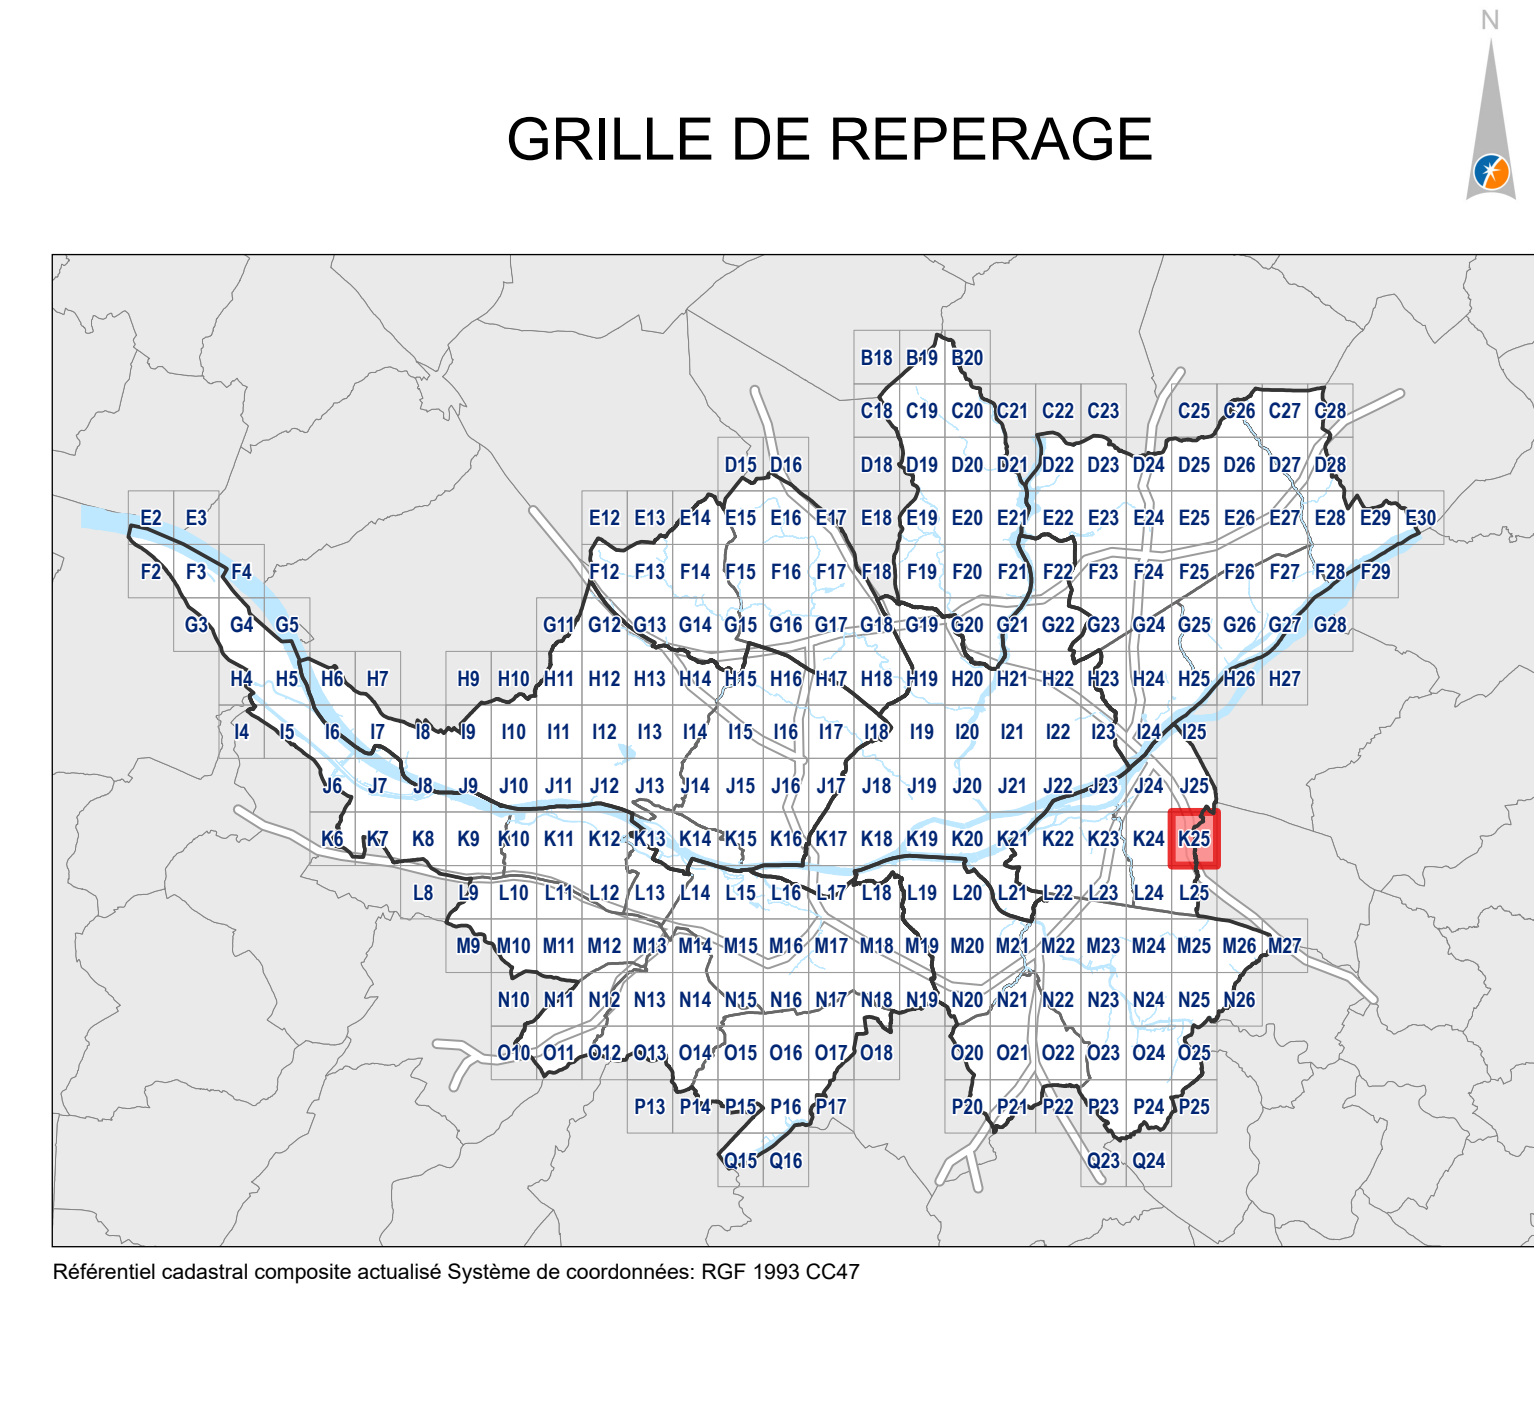 N
GRILLE DE REPERAGE
B18 B19 B20
C18 C19 C20 C21 C22 C23 C25 C26 C27 C28
D15 D16 D18 D19 D20 D21 D22 D23 D24 D25 D26 D27 D28
E2 E3 E12 E13 E14 E15 E16 E17 E18 E19 E20 E21 E22 E23 E24 E25 E26 E27 E28 E29 E30
F2 F3 F4 F12 F13 F14 F15 F16 F17 F18 F19 F20 F21 F22 F23 F24 F25 F26 F27 F28 F29
G3 G4 G5 G11 G12 G13 G14 G15 G16 G17 G18 G19 G20 G21 G22 G23 G24 G25 G26 G27 G28
H4 H5 H6 H7 H9 H10 H11 H12 H13 H14 H15 H16 H17 H18 H19 H20 H21 H22 H23 H24 H25 H26 H27
I4 I5 I6 I7 I8 I9 I10 I11 I12 I13 I14 I15 I16 I17 I18 I19 I20 I21 I22 I23 I24 I25
J6 J7 J8 J9 J10 J11 J12 J13 J14 J15 J16 J17 J18 J19 J20 J21 J22 J23 J24 J25
K6 K7 K8 K9 K10 K11 K12 K13 K14 K15 K16 K17 K18 K19 K20 K21 K22 K23 K24 K25
L8 L9 L10 L11 L12 L13 L14 L15 L16 L17 L18 L19 L20 L21 L22 L23 L24 L25
M9 M10 M11 M12 M13 M14 M15 M16 M17 M18 M19 M20 M21 M22 M23 M24 M25 M26 M27
N10 N11 N12 N13 N14 N15 N16 N17 N18 N19 N20 N21 N22 N23 N24 N25 N26
O10 O11 O12 O13 O14 O15 O16 O17 O18 O20 O21 O22 O23 O24 O25
P13 P14 P15 P16 P17 P20 P21 P22 P23 P24 P25
Q15 Q16 Q23 Q24
Référentiel cadastral composite actualisé Système de coordonnées: RGF 1993 CC47